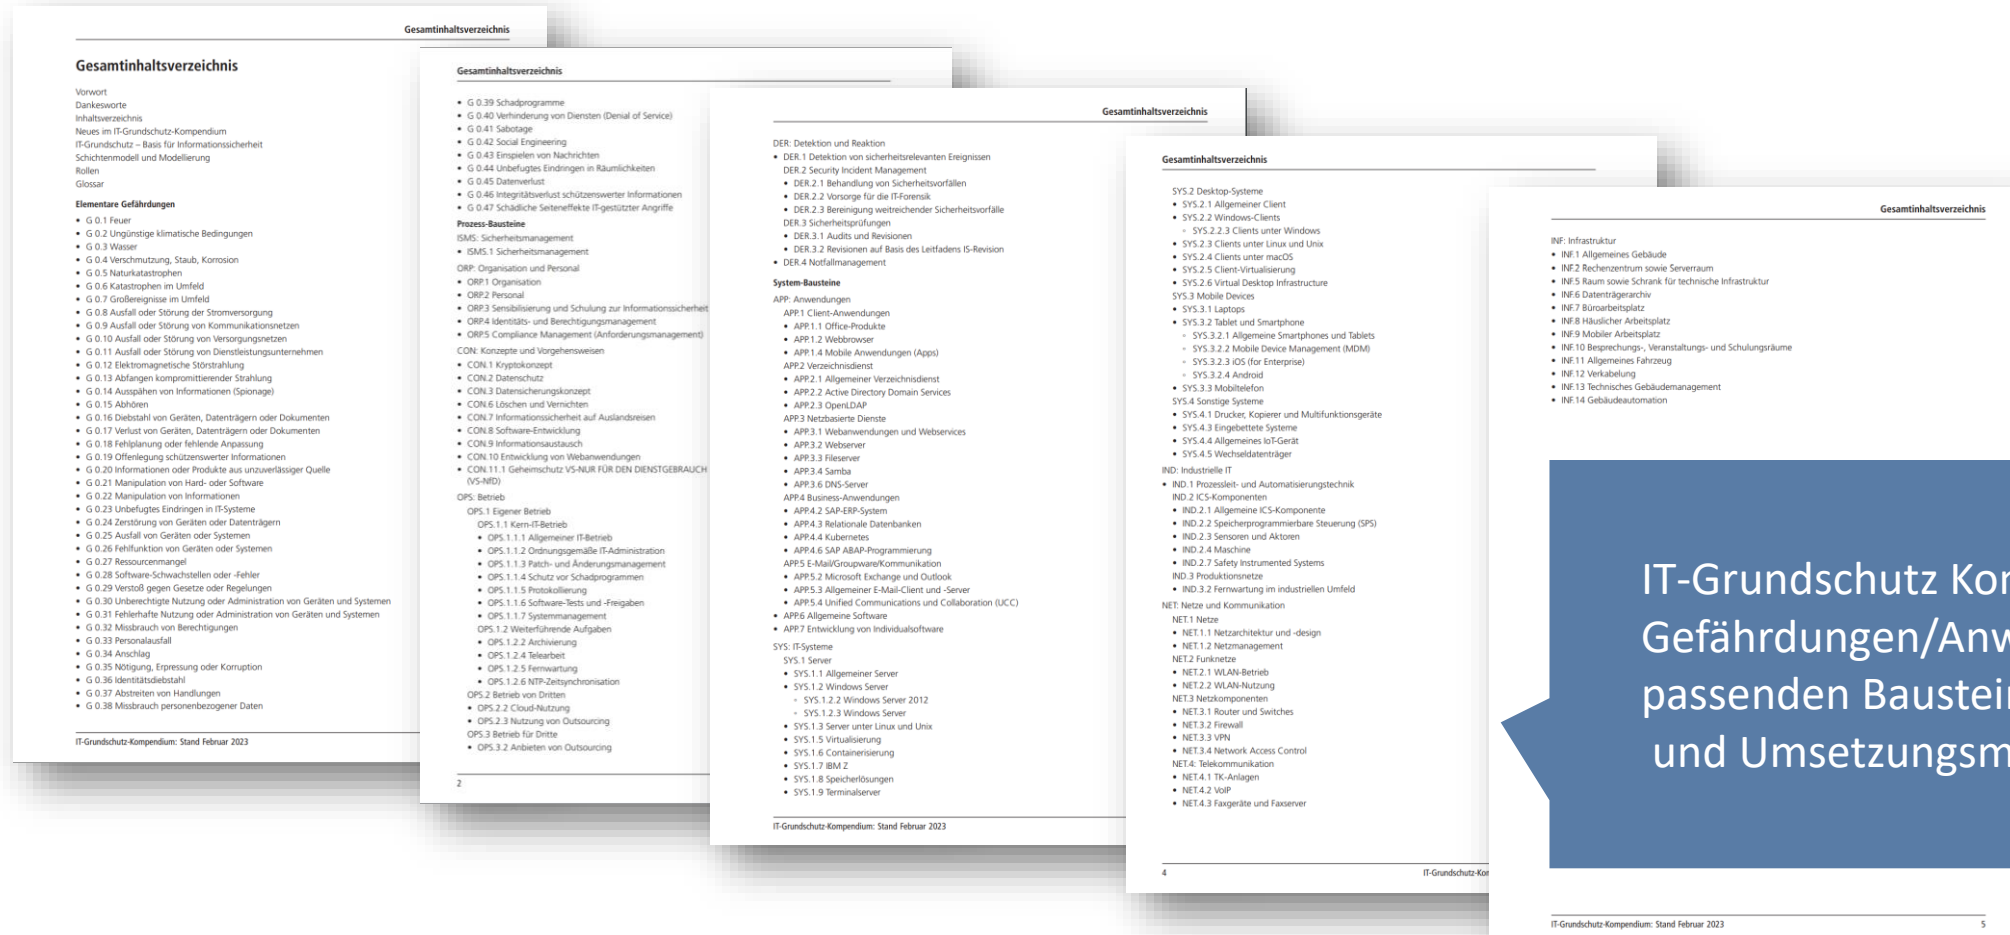 Gesamtinhaltsverzeichnis
Gesamtinhaltsverzeichnis
Vorwort
Dankesworte
Inhaltsverzeichnis
Neues im IT-Grundschutz-Kompendium
IT-Grundschutz – Basis für Informationssicherheit
Schichtenmodell und Modellierung
Rollen
Glossar
Elementare Gefährdungen
• G 0.1 Feuer
• G 0.2 Ungünstige klimatische Bedingungen
• G 0.3 Wasser
• G 0.4 Verschmutzung, Staub, Korrosion
• G 0.5 Naturkatastrophen
• G 0.6 Katastrophen im Umfeld
• G 0.7 Großereignisse im Umfeld
• G 0.8 Ausfall oder Störung der Stromversorgung
• G 0.9 Ausfall oder Störung von Kommunikationsnetzen
• G 0.10 Ausfall oder Störung von Versorgungsnetzen
• G 0.11 Ausfall oder Störung von Dienstleistungsunternehmen
• G 0.12 Elektromagnetische Störstrahlung
• G 0.13 Abfangen kompromittierender Strahlung
• G 0.14 Ausspähen von Informationen (Spionage)
• G 0.15 Abhören
• G 0.16 Diebstahl von Geräten, Datenträgern oder Dokumenten
• G 0.17 Verlust von Geräten, Datenträgern oder Dokumenten
• G 0.18 Fehlplanung oder fehlende Anpassung
• G 0.19 Offenlegung schützenswerter Informationen
• G 0.20 Informationen oder Produkte aus unzuverlässiger Quelle
• G 0.21 Manipulation von Hard- oder Software
• G 0.22 Manipulation von Informationen
• G 0.23 Unbefugtes Eindringen in IT-Systeme
• G 0.24 Zerstörung von Geräten oder Datenträgern
• G 0.25 Ausfall von Geräten oder Systemen
• G 0.26 Fehlfunktion von Geräten oder Systemen
• G 0.27 Ressourcenmangel
• G 0.28 Software-Schwachstellen oder -Fehler
• G 0.29 Verstoß gegen Gesetze oder Regelungen
• G 0.30 Unberechtigte Nutzung oder Administration von Geräten und Systemen
• G 0.31 Fehlerhafte Nutzung oder Administration von Geräten und Systemen
• G 0.32 Missbrauch von Berechtigungen
• G 0.33 Personalausfall
• G 0.34 Anschlag
• G 0.35 Nötigung, Erpressung oder Korruption
• G 0.36 Identitätsdiebstahl
• G 0.37 Abstreiten von Handlungen
• G 0.38 Missbrauch personenbezogener Daten
IT-Grundschutz-Kompendium: Stand Februar 2023
Gesamtinhaltsverzeichnis
• G 0.39 Schadprogramme
• G 0.40 Verhinderung von Diensten (Denial of Service)
• G 0.41 Sabotage
• G 0.42 Social Engineering
• G 0.43 Einspielen von Nachrichten
• G 0.44 Unbefugtes Eindringen in Räumlichkeiten
• G 0.45 Datenverlust
• G 0.46 Integritätsverlust schützenswerter Informationen
• G 0.47 Schädliche Seiteneffekte IT-gestützter Angriffe
Prozess-Bausteine
ISMS: Sicherheitsmanagement
• ISMS.1 Sicherheitsmanagement
ORP: Organisation und Personal
• ORP.1 Organisation
• ORP.2 Personal
• ORP.3 Sensibilisierung und Schulung zur Informationssicherheit
• ORP.4 Identitäts- und Berechtigungsmanagement
• ORP.5 Compliance Management (Anforderungsmanagement)
CON: Konzepte und Vorgehensweisen
• CON.1 Kryptokonzept
• CON.2 Datenschutz
• CON.3 Datensicherungskonzept
• CON.6 Löschen und Vernichten
• CON.7 Informationssicherheit auf Auslandsreisen
• CON.8 Software-Entwicklung
• CON.9 Informationsaustausch
• CON.10 Entwicklung von Webanwendungen
• CON.11.1 Geheimschutz VS-NUR FÜR DEN DIENSTGEBRAUCH
(VS-NfD)
OPS: Betrieb
OPS.1 Eigener Betrieb
OPS.1.1 Kern-IT-Betrieb
• OPS.1.1.1 Allgemeiner IT-Betrieb
• OPS.1.1.2 Ordnungsgemäße IT-Administration
• OPS.1.1.3 Patch- und Änderungsmanagement
• OPS.1.1.4 Schutz vor Schadprogrammen
• OPS.1.1.5 Protokollierung
• OPS.1.1.6 Software-Tests und -Freigaben
• OPS.1.1.7 Systemmanagement
OPS.1.2 Weiterführende Aufgaben
• OPS.1.2.2 Archivierung
• OPS.1.2.4 Telearbeit
• OPS.1.2.5 Fernwartung
• OPS.1.2.6 NTP-Zeitsynchronisation
OPS.2 Betrieb von Dritten
• OPS.2.2 Cloud-Nutzung
• OPS.2.3 Nutzung von Outsourcing
OPS.3 Betrieb für Dritte
• OPS.3.2 Anbieten von Outsourcing
2
Gesamtinhaltsverzeichnis
DER: Detektion und Reaktion
• DER.1 Detektion von sicherheitsrelevanten Ereignissen
DER.2 Security Incident Management
• DER.2.1 Behandlung von Sicherheitsvorfällen
• DER.2.2 Vorsorge für die IT-Forensik
• DER.2.3 Bereinigung weitreichender Sicherheitsvorfälle
DER.3 Sicherheitsprüfungen
• DER.3.1 Audits und Revisionen
• DER.3.2 Revisionen auf Basis des Leitfadens IS-Revision
• DER.4 Notfallmanagement
System-Bausteine
APP: Anwendungen
APP.1 Client-Anwendungen
• APP.1.1 Office-Produkte
• APP.1.2 Webbrowser
• APP.1.4 Mobile Anwendungen (Apps)
APP.2 Verzeichnisdienst
• APP.2.1 Allgemeiner Verzeichnisdienst
• APP.2.2 Active Directory Domain Services
• APP.2.3 OpenLDAP
APP.3 Netzbasierte Dienste
• APP.3.1 Webanwendungen und Webservices
• APP.3.2 Webserver
• APP.3.3 Fileserver
• APP.3.4 Samba
• APP.3.6 DNS-Server
APP.4 Business-Anwendungen
• APP.4.2 SAP-ERP-System
• APP.4.3 Relationale Datenbanken
• APP.4.4 Kubernetes
• APP.4.6 SAP ABAP-Programmierung
APP.5 E-Mail/Groupware/Kommunikation
• APP.5.2 Microsoft Exchange und Outlook
• APP.5.3 Allgemeiner E-Mail-Client und -Server
• APP.5.4 Unified Communications und Collaboration (UCC)
• APP.6 Allgemeine Software
• APP.7 Entwicklung von Individualsoftware
SYS: IT-Systeme
SYS.1 Server
• SYS.1.1 Allgemeiner Server
• SYS.1.2 Windows Server
◦ SYS.1.2.2 Windows Server 2012
◦ SYS.1.2.3 Windows Server
• SYS.1.3 Server unter Linux und Unix
• SYS.1.5 Virtualisierung
• SYS.1.6 Containerisierung
• SYS.1.7 IBM Z
• SYS.1.8 Speicherlösungen
• SYS.1.9 Terminalserver
IT-Grundschutz-Kompendium: Stand Februar 2023
Gesamtinhaltsverzeichnis
SYS.2 Desktop-Systeme
• SYS.2.1 Allgemeiner Client
• SYS.2.2 Windows-Clients
◦ SYS.2.2.3 Clients unter Windows
• SYS.2.3 Clients unter Linux und Unix
• SYS.2.4 Clients unter macOS
• SYS.2.5 Client-Virtualisierung
• SYS.2.6 Virtual Desktop Infrastructure
SYS.3 Mobile Devices
• SYS.3.1 Laptops
• SYS.3.2 Tablet und Smartphone
◦ SYS.3.2.1 Allgemeine Smartphones und Tablets
◦ SYS.3.2.2 Mobile Device Management (MDM)
◦ SYS.3.2.3 iOS (for Enterprise)
◦ SYS.3.2.4 Android
• SYS.3.3 Mobiltelefon
SYS.4 Sonstige Systeme
• SYS.4.1 Drucker, Kopierer und Multifunktionsgeräte
• SYS.4.3 Eingebettete Systeme
• SYS.4.4 Allgemeines IoT-Gerät
• SYS.4.5 Wechseldatenträger
IND: Industrielle IT
• IND.1 Prozessleit- und Automatisierungstechnik
IND.2 ICS-Komponenten
• IND.2.1 Allgemeine ICS-Komponente
• IND.2.2 Speicherprogrammierbare Steuerung (SPS)
• IND.2.3 Sensoren und Aktoren
• IND.2.4 Maschine
• IND.2.7 Safety Instrumented Systems
IND.3 Produktionsnetze
• IND.3.2 Fernwartung im industriellen Umfeld
NET: Netze und Kommunikation
NET.1 Netze
• NET.1.1 Netzarchitektur und -design
• NET.1.2 Netzmanagement
NET.2 Funknetze
• NET.2.1 WLAN-Betrieb
• NET.2.2 WLAN-Nutzung
NET.3 Netzkomponenten
• NET.3.1 Router und Switches
• NET.3.2 Firewall
• NET.3.3 VPN
• NET.3.4 Network Access Control
NET.4: Telekommunikation
• NET.4.1 TK-Anlagen
• NET.4.2 VoIP
• NET.4.3 Faxgeräte und Faxserver
4
IT-Grundschutz-Kom
Gesamtinhaltsverzeichnis
INF: Infrastruktur
• INF.1 Allgemeines Gebäude
• INF.2 Rechenzentrum sowie Serverraum
• INF.5 Raum sowie Schrank für technische Infrastruktur
• INF.6 Datenträgerarchiv
• INF.7 Büroarbeitsplatz
• INF.8 Häuslicher Arbeitsplatz
• INF.9 Mobiler Arbeitsplatz
• INF.10 Besprechungs-, Veranstaltungs- und Schulungsräume
• INF.11 Allgemeines Fahrzeug
• INF.12 Verkabelung
• INF.13 Technisches Gebäudemanagement
• INF.14 Gebäudeautomation
IT-Grundschutz-Kompendium: Stand Februar 2023
5
IT-Grundschutz Kom
Gefährdungen/Anw
passenden Baustein
und Umsetzungsm